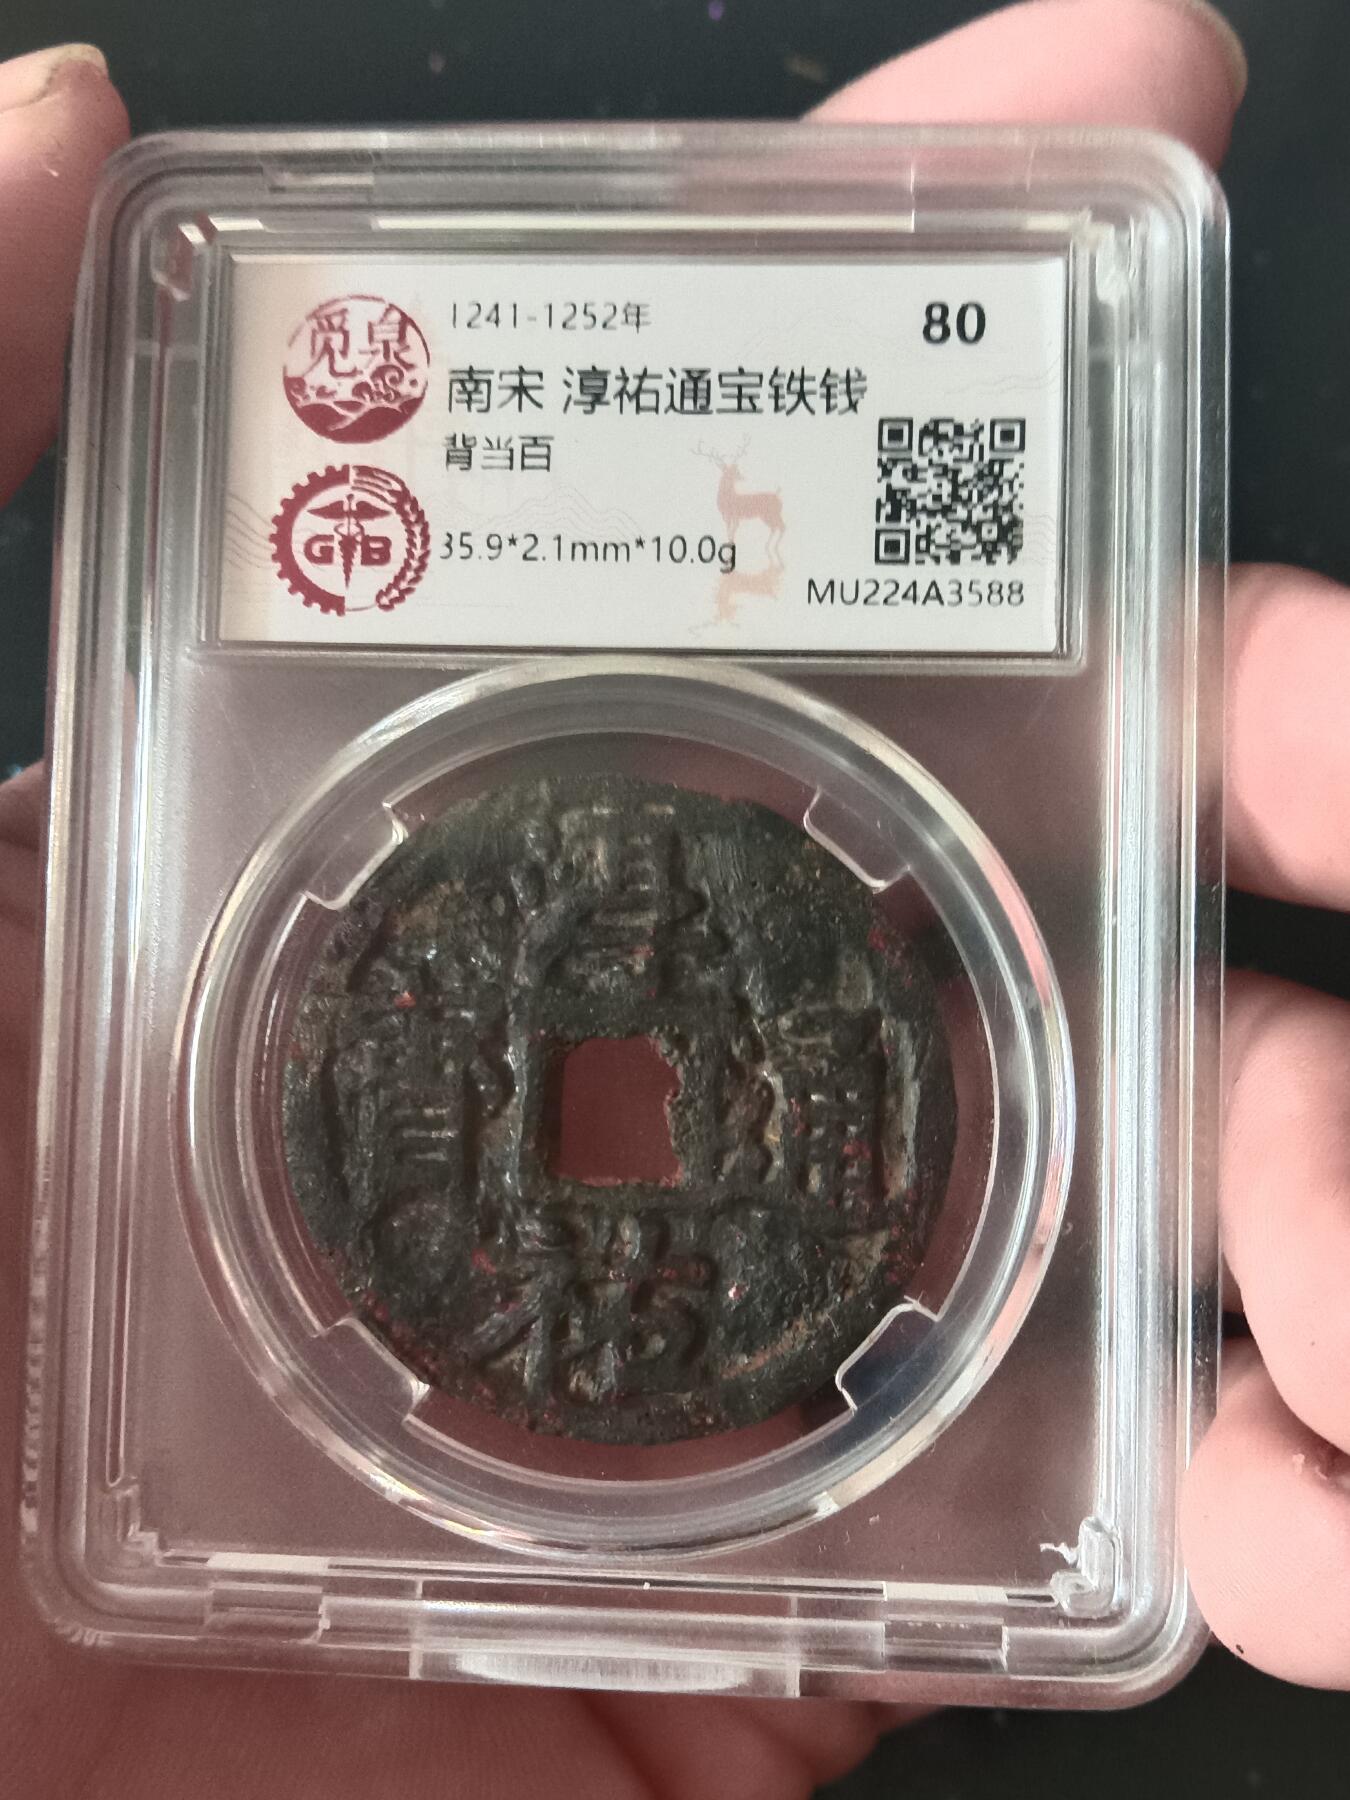 觅泉
1241-1252年
80
南宋 淳祐通宝铁钱
背当百
GB
35.9*2.1mm*10.0g
MU224A3588
淳
寶 通
祐